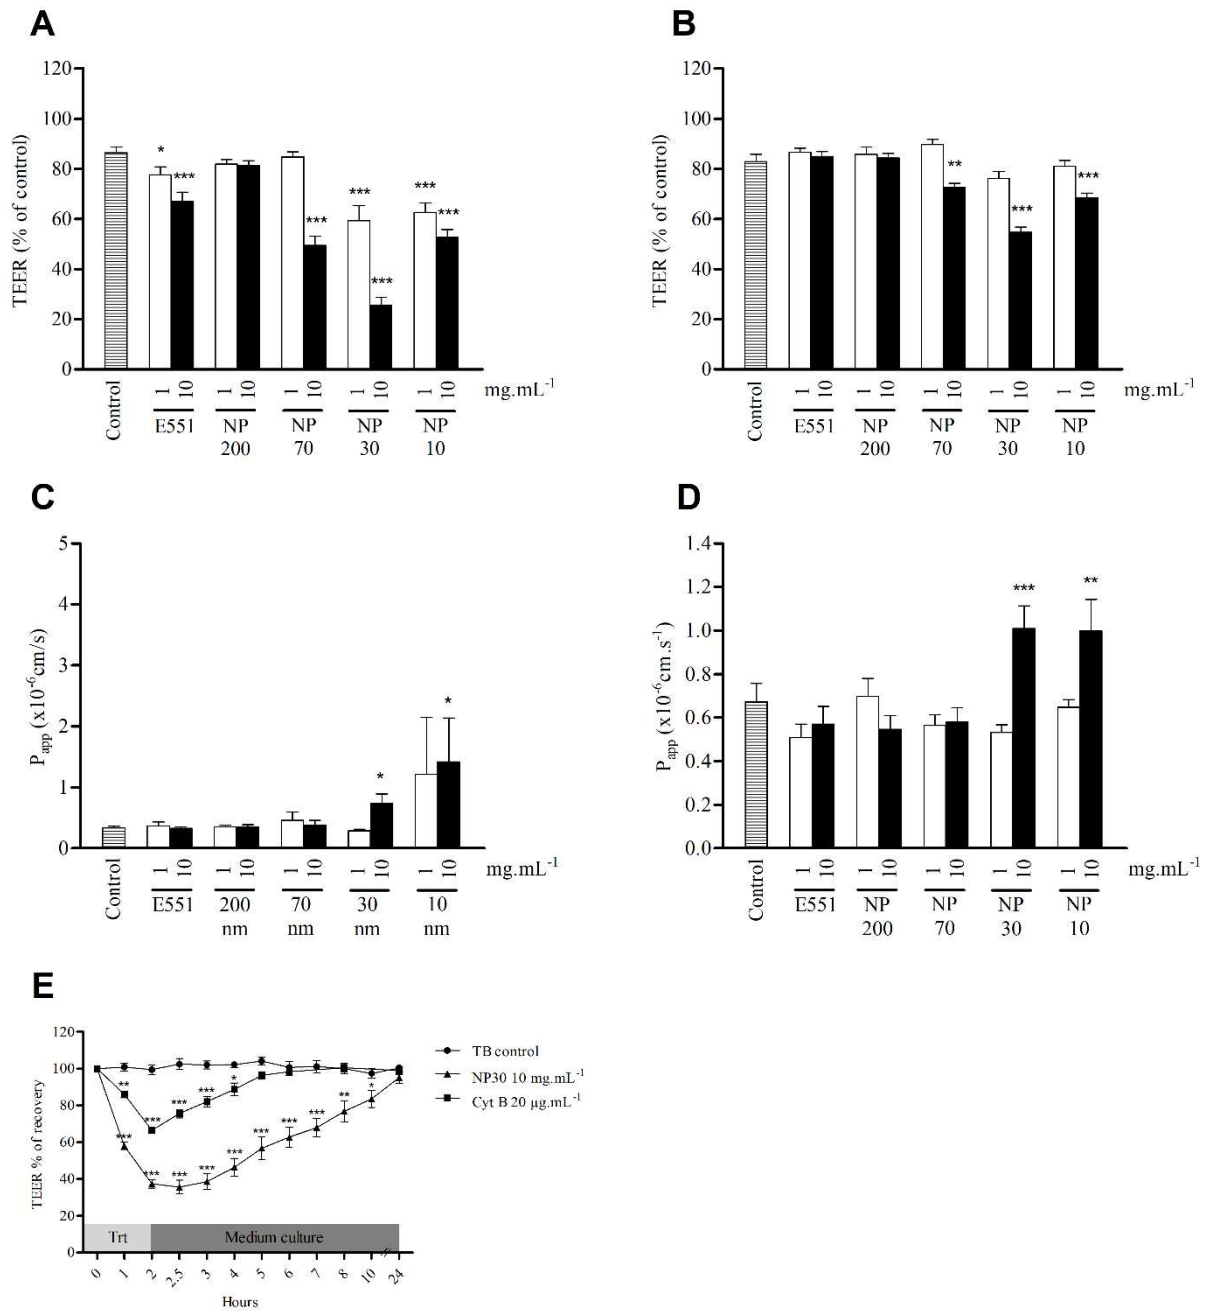 A
120
100
80
60
40
20
0
TEER (% of control)
*
***
***
***
***
***
***
1 10 1 10 1 10 1 10 1 10 mg.mL-1
Control E551 NP NP NP NP
200 70 30 10
B
120
100
80
60
40
20
0
TEER (% of control)
**
***
***
1 10 1 10 1 10 1 10 1 10 mg.mL-1
Control E551 NP NP NP NP
200 70 30 10
C
5
4
3
2
1
0
Papp (x10-6cm/s)
*
*
1 10 1 10 1 10 1 10 1 10 mg.mL-1
Control E551 200 70 30 10
nm nm nm nm
D
1.4
1.2
1.0
0.8
0.6
0.4
0.2
0.0
Papp (x10-6cm.s-1)
***
**
1 10 1 10 1 10 1 10 1 10 mg.mL-1
Control E551 NP NP NP NP
200 70 30 10
E
120
100
80
60
40
20
0
TEER % of recovery
** *** *** *** *
*** *** *** *** *** *** *** *** ** *
TB control
NP30 10 mg.mL-1
Cyt B 20 µg.mL-1
Trt Medium culture
0 1 2 2.5 3 4 5 6 7 8 10 24
Hours